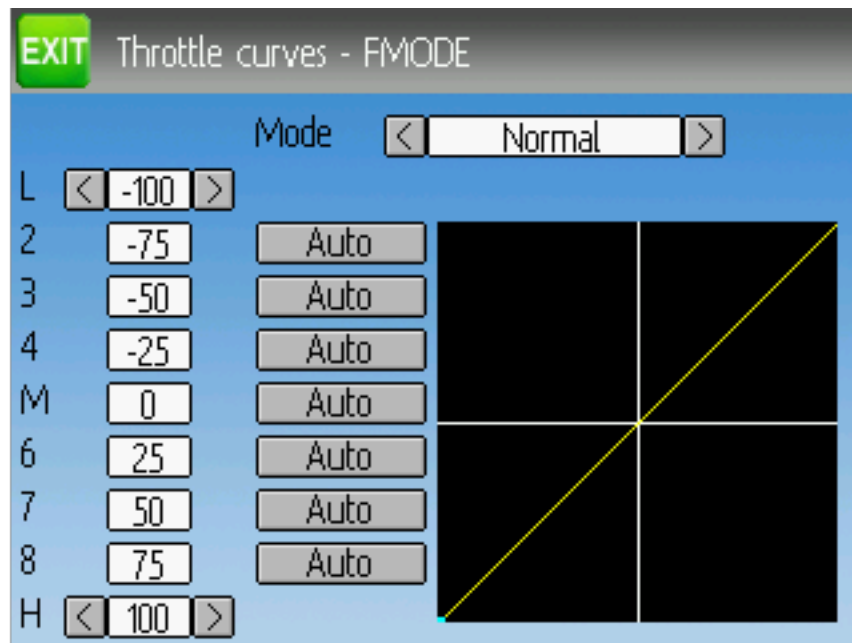 EXIT Throttle curves - FMODE
Mode < Normal >
L < -100 >
2 -75 Auto
3 -50 Auto
4 -25 Auto
M 0 Auto
6 25 Auto
7 50 Auto
8 75 Auto
H < 100 >